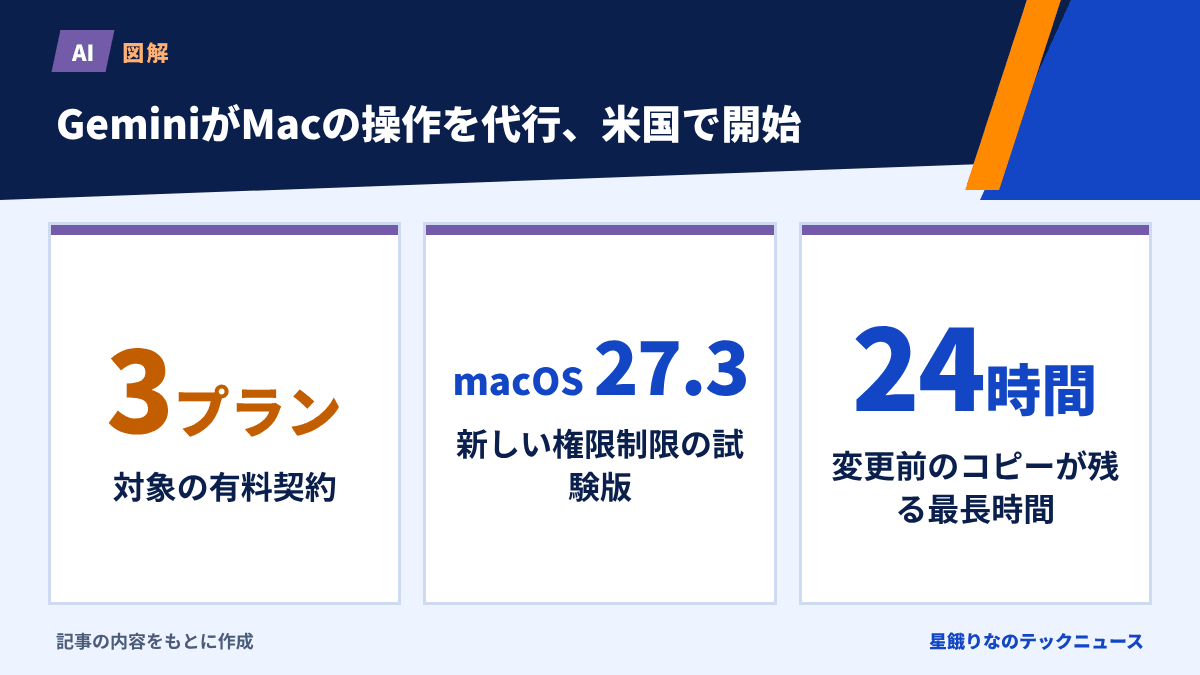 AI 図解
GeminiがMacの操作を代行、米国で開始
3プラン
対象の有料契約
macOS 27.3
新しい権限制限の試
験版
24時間
変更前のコピーが残
る最長時間
記事の内容をもとに作成
星餓りなのテックニュース